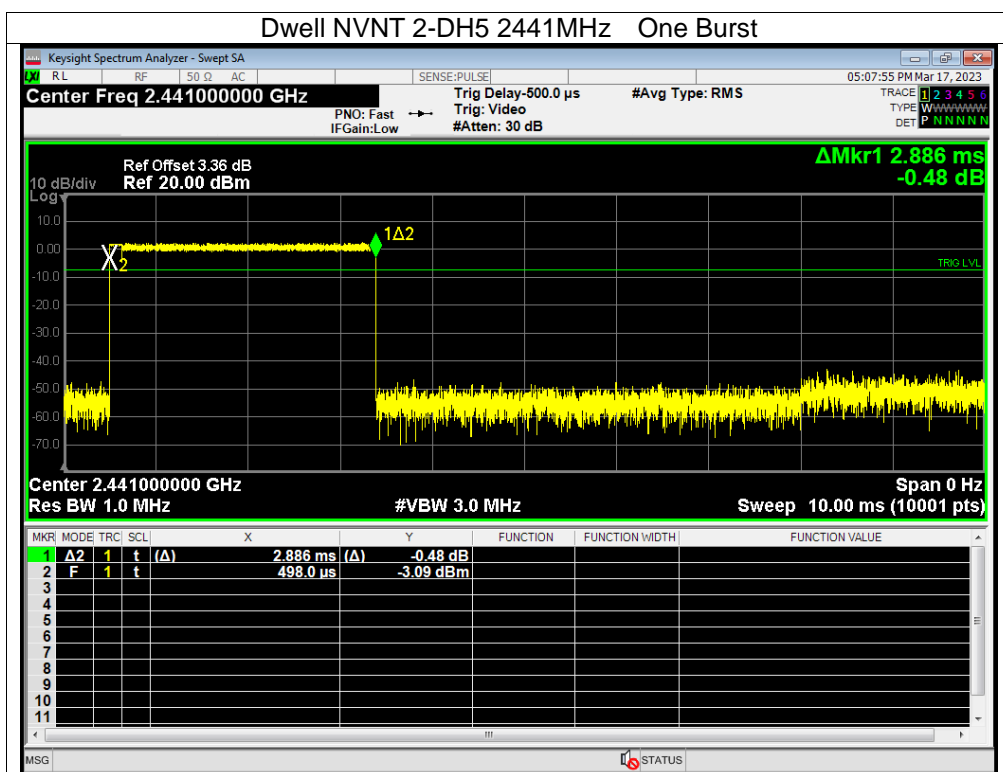 Dwell NVNT 2-DH5 2441MHz One Burst
Keysight Spectrum Analyzer - Swept SA
LXI RL RF 50 Ω AC SENSE:PULSE 05:07:55 PM Mar 17, 2023
Center Freq 2.441000000 GHz Trig Delay-500.0 µs #Avg Type: RMS TRACE 1 2 3 4 5 6
PNO: Fast Trig: Video TYPE WWWWWW
IFGain:Low #Atten: 30 dB DET P N N N N N
ΔMkr1 2.886 ms
-0.48 dB
Ref Offset 3.36 dB
10 dB/div Ref 20.00 dBm
Log
10.0
1Δ2
0.00
X2
TRIG LVL
-10.0
-20.0
-30.0
-40.0
-50.0
-60.0
-70.0
Center 2.441000000 GHz Span 0 Hz
Res BW 1.0 MHz #VBW 3.0 MHz Sweep 10.00 ms (10001 pts)
MKR MODE TRC SCL X Y FUNCTION FUNCTION WIDTH FUNCTION VALUE
1 Δ2 1 t (Δ) 2.886 ms (Δ) -0.48 dB
2 F 1 t 498.0 µs -3.09 dBm
3
4
5
6
7
8
9
10
11
MSG STATUS